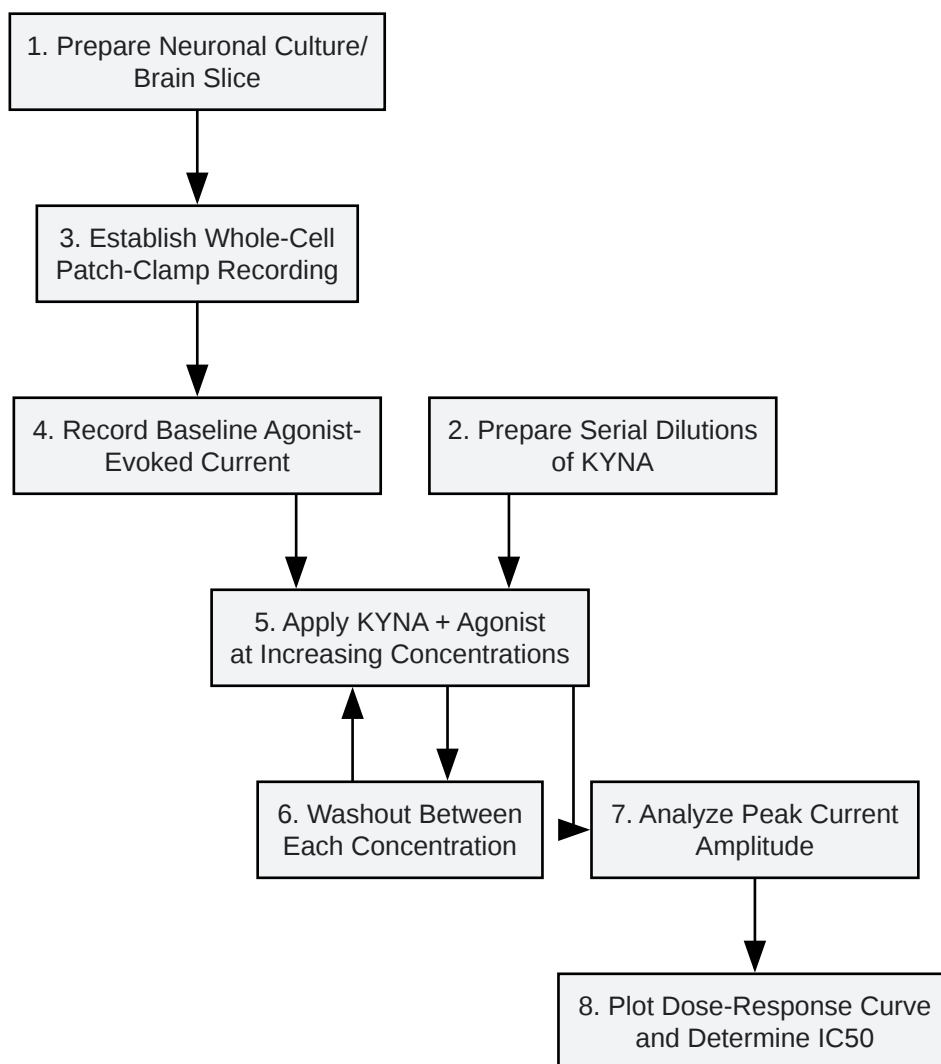 1. Prepare Neuronal Culture/
Brain Slice
3. Establish Whole-Cell
Patch-Clamp Recording
4. Record Baseline Agonist-
Evoked Current
2. Prepare Serial Dilutions
of KYNA
5. Apply KYNA + Agonist
at Increasing Concentrations
6. Washout Between
Each Concentration
7. Analyze Peak Current
Amplitude
8. Plot Dose-Response Curve
and Determine IC50